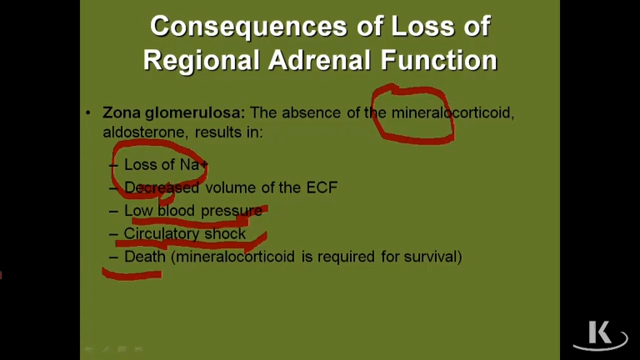 Consequences of Loss of
Regional Adrenal Function
• Zona glomerulosa: The absence of the mineralocorticoid,
aldosterone, results in:
– Loss of Na+
– Decreased volume of the ECF
– Low blood pressure
– Circulatory shock
– Death (mineralocorticoid is required for survival)
K